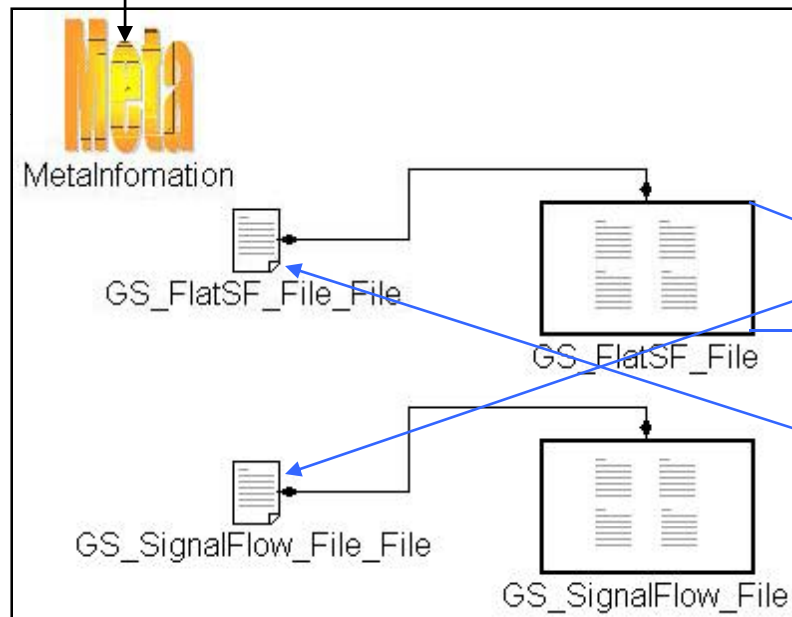 Meta
MetaInfomation
GS_FlatSF_File_File
GS_FlatSF_File
GS_SignalFlow_File_File
GS_SignalFlow_File